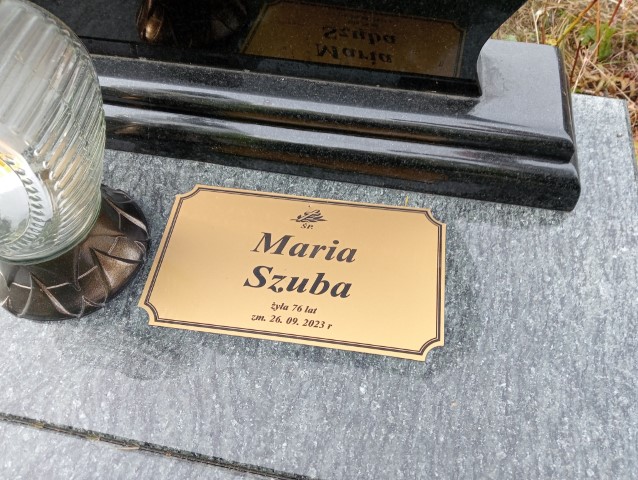 ŚP.
Maria
Szuba
żyła 76 lat
zm. 26. 09. 2023 r